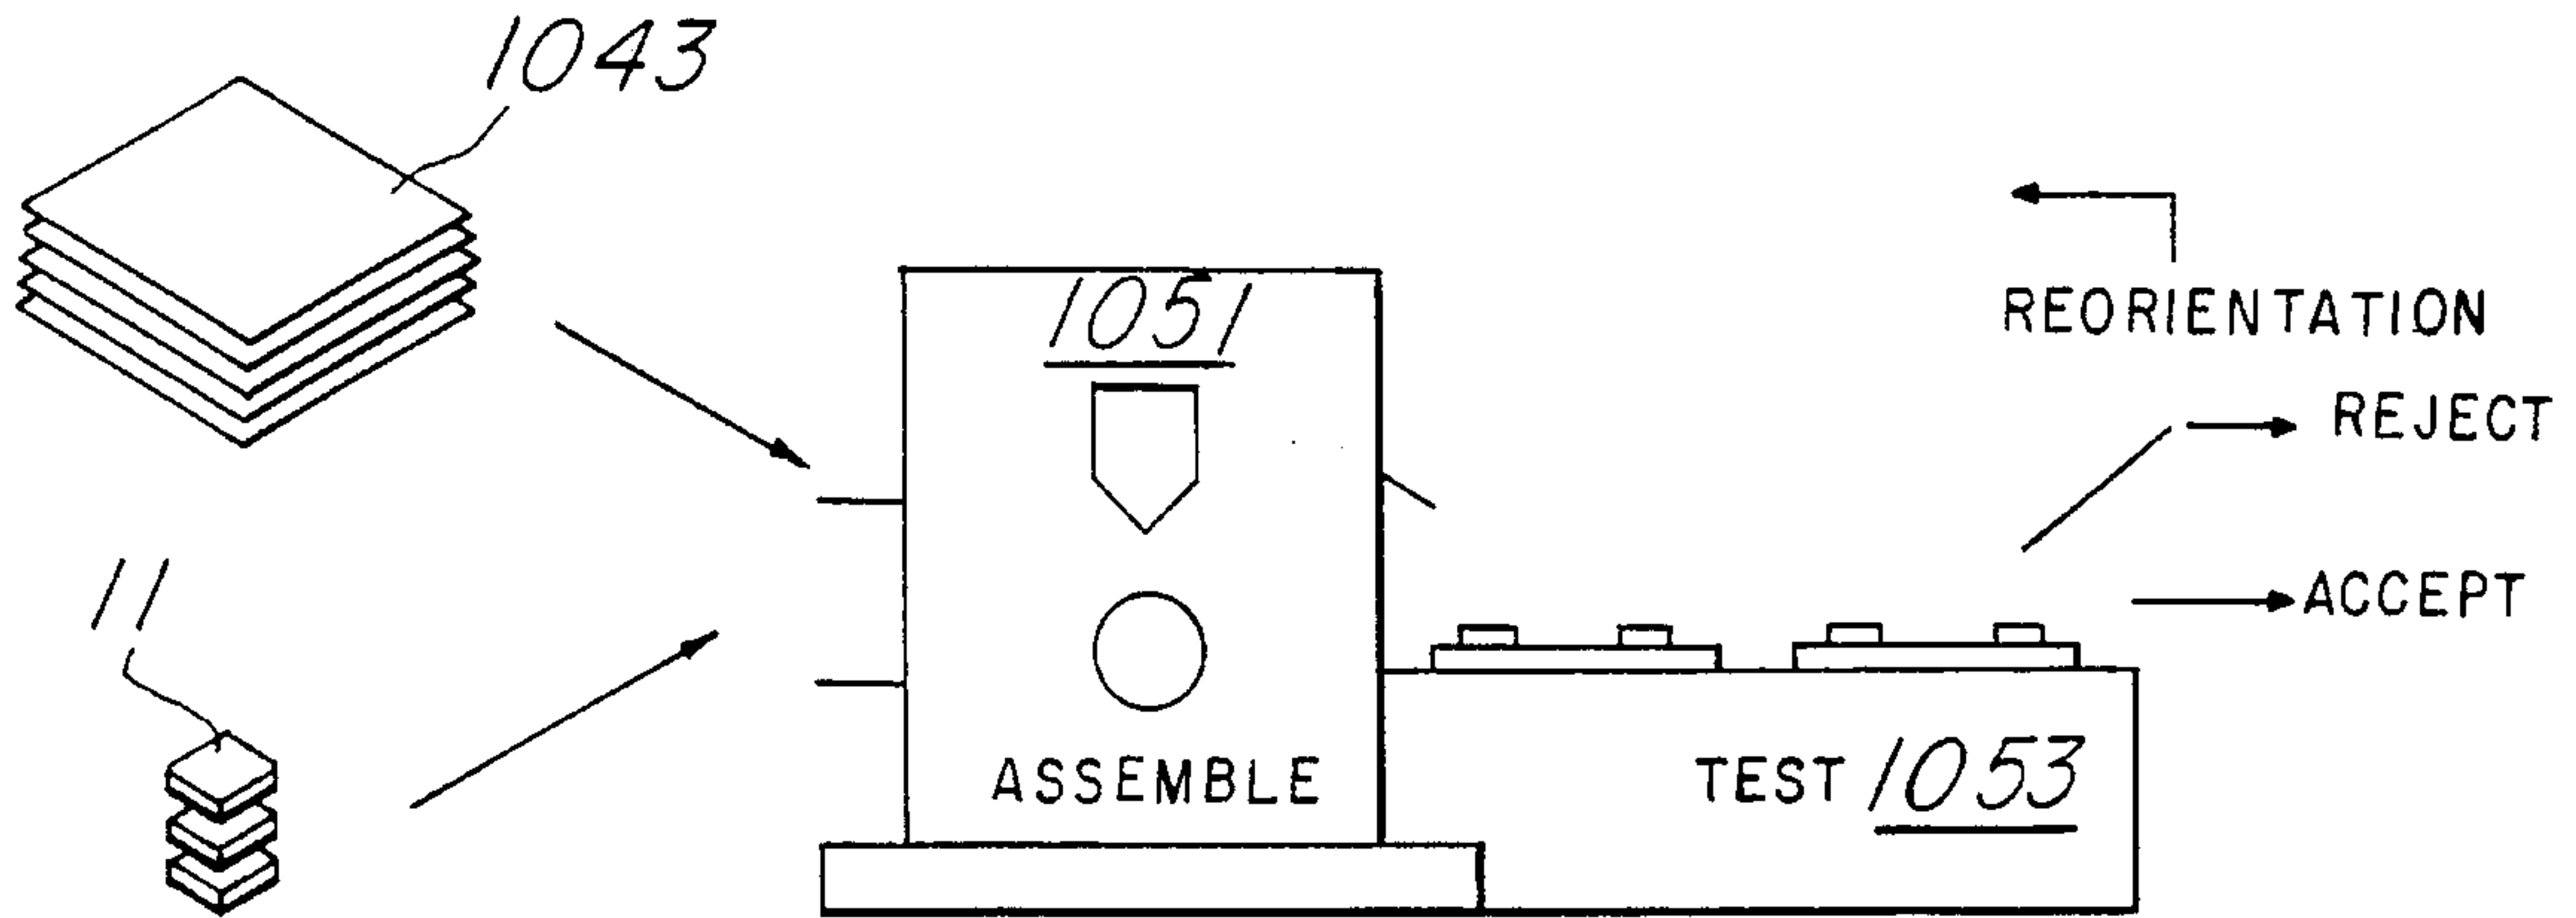 1043
1051
REORIENTATION
REJECT
11
ACCEPT
ASSEMBLE
TEST 1053